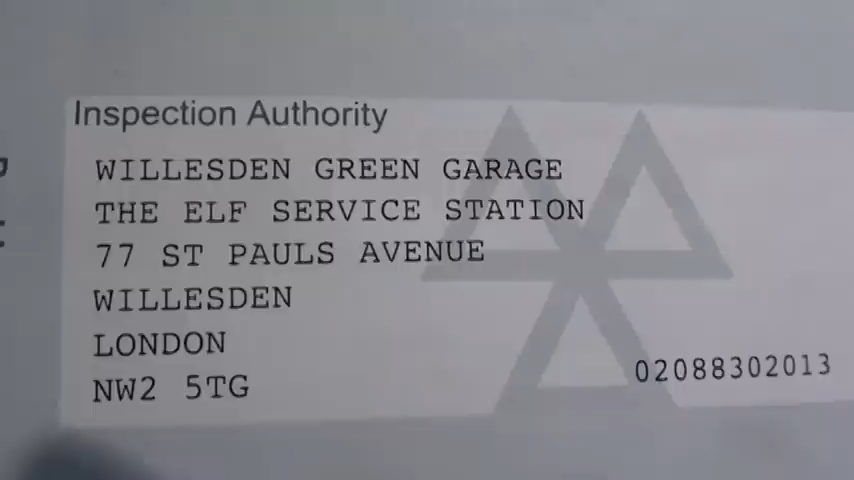 Inspection Authority
WILLESDEN GREEN GARAGE
THE ELF SERVICE STATION
77 ST PAULS AVENUE
WILLESDEN
LONDON
NW2 5TG
02088302013